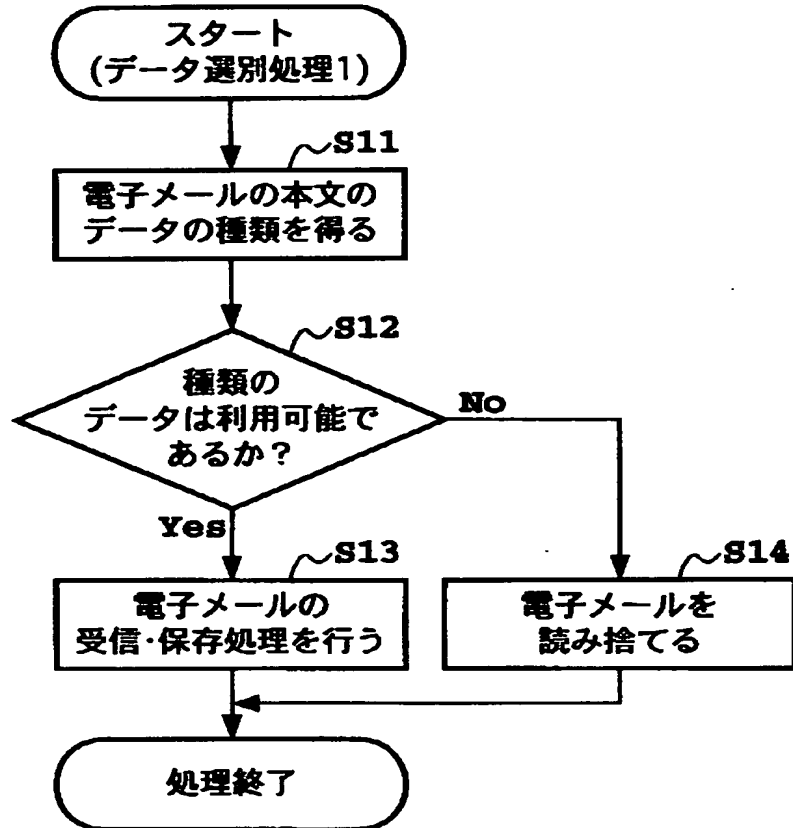 スタート
(データ選別処理1)
S11
電子メールの本文の
データの種類を得る
S12
種類の
データは利用可能で
あるか？
No
Yes
S13
電子メールの
受信・保存処理を行う
S14
電子メールを
読み捨てる
処理終了